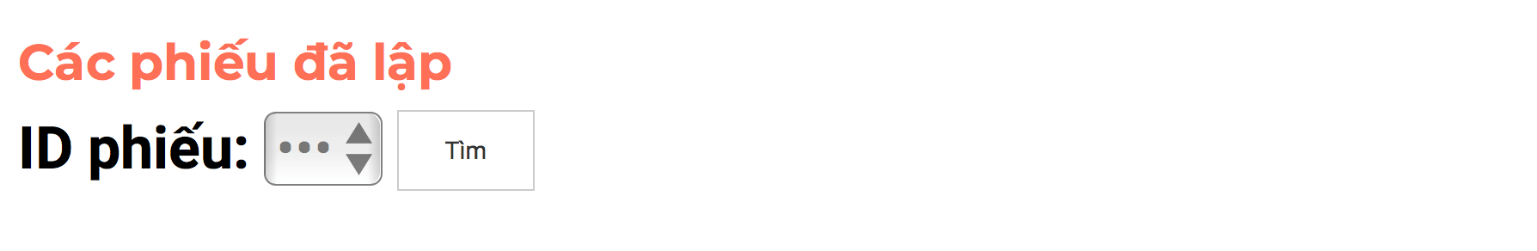 Các phiếu đã lập
ID phiếu: ... Tìm